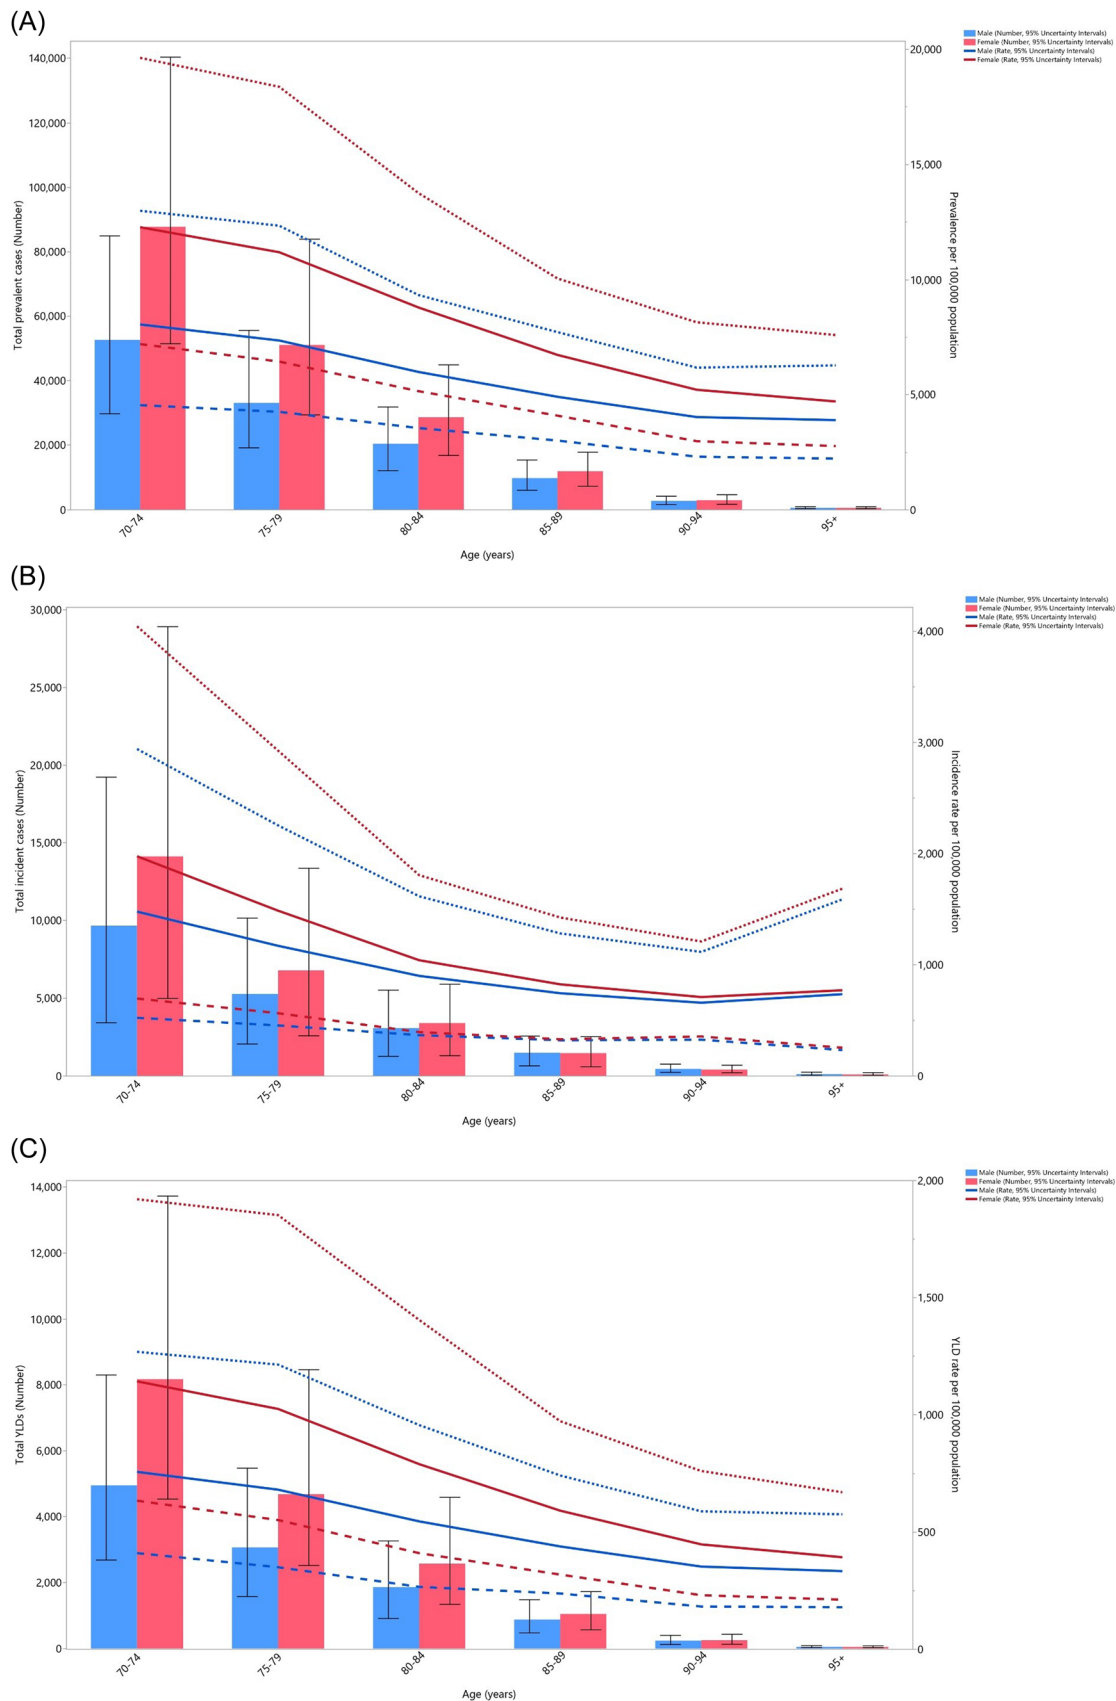 (A)
Male (Number, 95% Uncertainty Intervals)
Female (Number, 95% Uncertainty Intervals)
Male (Rate, 95% Uncertainty Intervals)
Female (Rate, 95% Uncertainty Intervals)
140,000
120,000
100,000
80,000
60,000
40,000
20,000
0
Total prevalent cases (Number)
20,000
15,000
10,000
5,000
0
Prevalence per 100,000 population
70-74
75-79
80-84
85-89
90-94
95+
Age (years)
(B)
Male (Number, 95% Uncertainty Intervals)
Female (Number, 95% Uncertainty Intervals)
Male (Rate, 95% Uncertainty Intervals)
Female (Rate, 95% Uncertainty Intervals)
30,000
25,000
20,000
15,000
10,000
5,000
0
Total incident cases (Number)
4,000
3,000
2,000
1,000
0
Incidence rate per 100,000 population
70-74
75-79
80-84
85-89
90-94
95+
Age (years)
(C)
Male (Number, 95% Uncertainty Intervals)
Female (Number, 95% Uncertainty Intervals)
Male (Rate, 95% Uncertainty Intervals)
Female (Rate, 95% Uncertainty Intervals)
14,000
12,000
10,000
8,000
6,000
4,000
2,000
0
Total YLDs (Number)
2,000
1,500
1,000
500
0
YLD rate per 100,000 population
70-74
75-79
80-84
85-89
90-94
95+
Age (years)